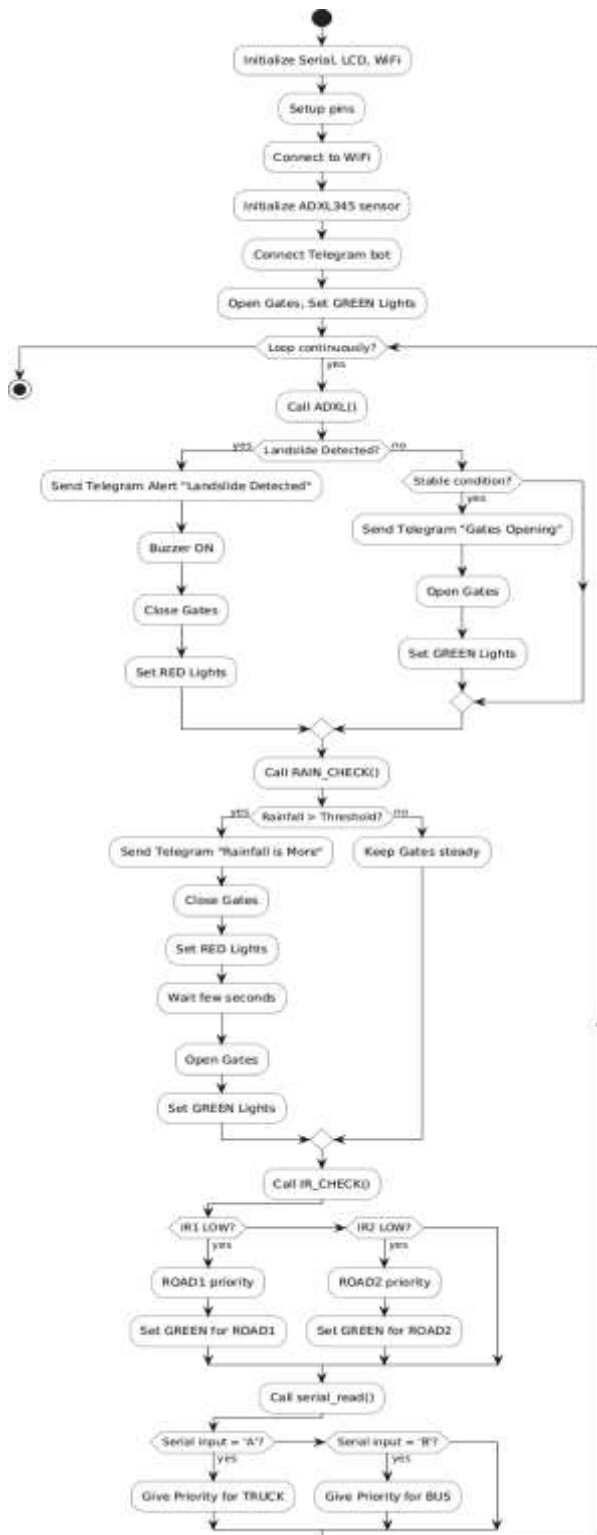 Initialize Serial, LCD, WiFi
Setup pins
Connect to WiFi
Initialize ADXL345 sensor
Connect Telegram bot
Open Gates, Set GREEN Lights
Loop continuously?
yes
Call ADXL()
yes Landslide Detected? no
Send Telegram Alert "Landslide Detected"
Stable condition?
yes
Buzzer ON
Send Telegram "Gates Opening"
Close Gates
Open Gates
Set RED Lights
Set GREEN Lights
Call RAIN_CHECK()
yes Rainfall > Threshold? no
Send Telegram "Rainfall is More"
Keep Gates steady
Close Gates
Set RED Lights
Wait few seconds
Open Gates
Set GREEN Lights
Call IR_CHECK()
IR1 LOW? IR2 LOW?
yes yes
ROAD1 priority ROAD2 priority
Set GREEN for ROAD1 Set GREEN for ROAD2
Call serial_read()
Serial input = 'A'? Serial input = 'B'?
yes yes
Give Priority for TRUCK Give Priority for BUS